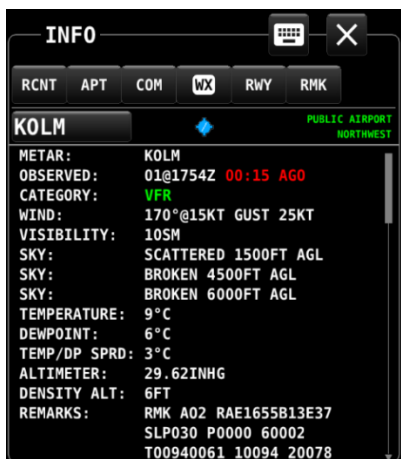 INFO
RCNT APT COM WX RWY RMK
KOLM
PUBLIC AIRPORT
NORTHWEST
METAR: KOLM
OBSERVED: 01@1754Z 00:15 AGO
CATEGORY: VFR
WIND: 170°@15KT GUST 25KT
VISIBILITY: 10SM
SKY: SCATTERED 1500FT AGL
SKY: BROKEN 4500FT AGL
SKY: BROKEN 6000FT AGL
TEMPERATURE: 9°C
DEWPOINT: 6°C
TEMP/DP SPRD: 3°C
ALTIMETER: 29.62INHG
DENSITY ALT: 6FT
REMARKS: RMK AO2 RAE1655B13E37
SLP030 P0000 60002
T00940061 10094 20078